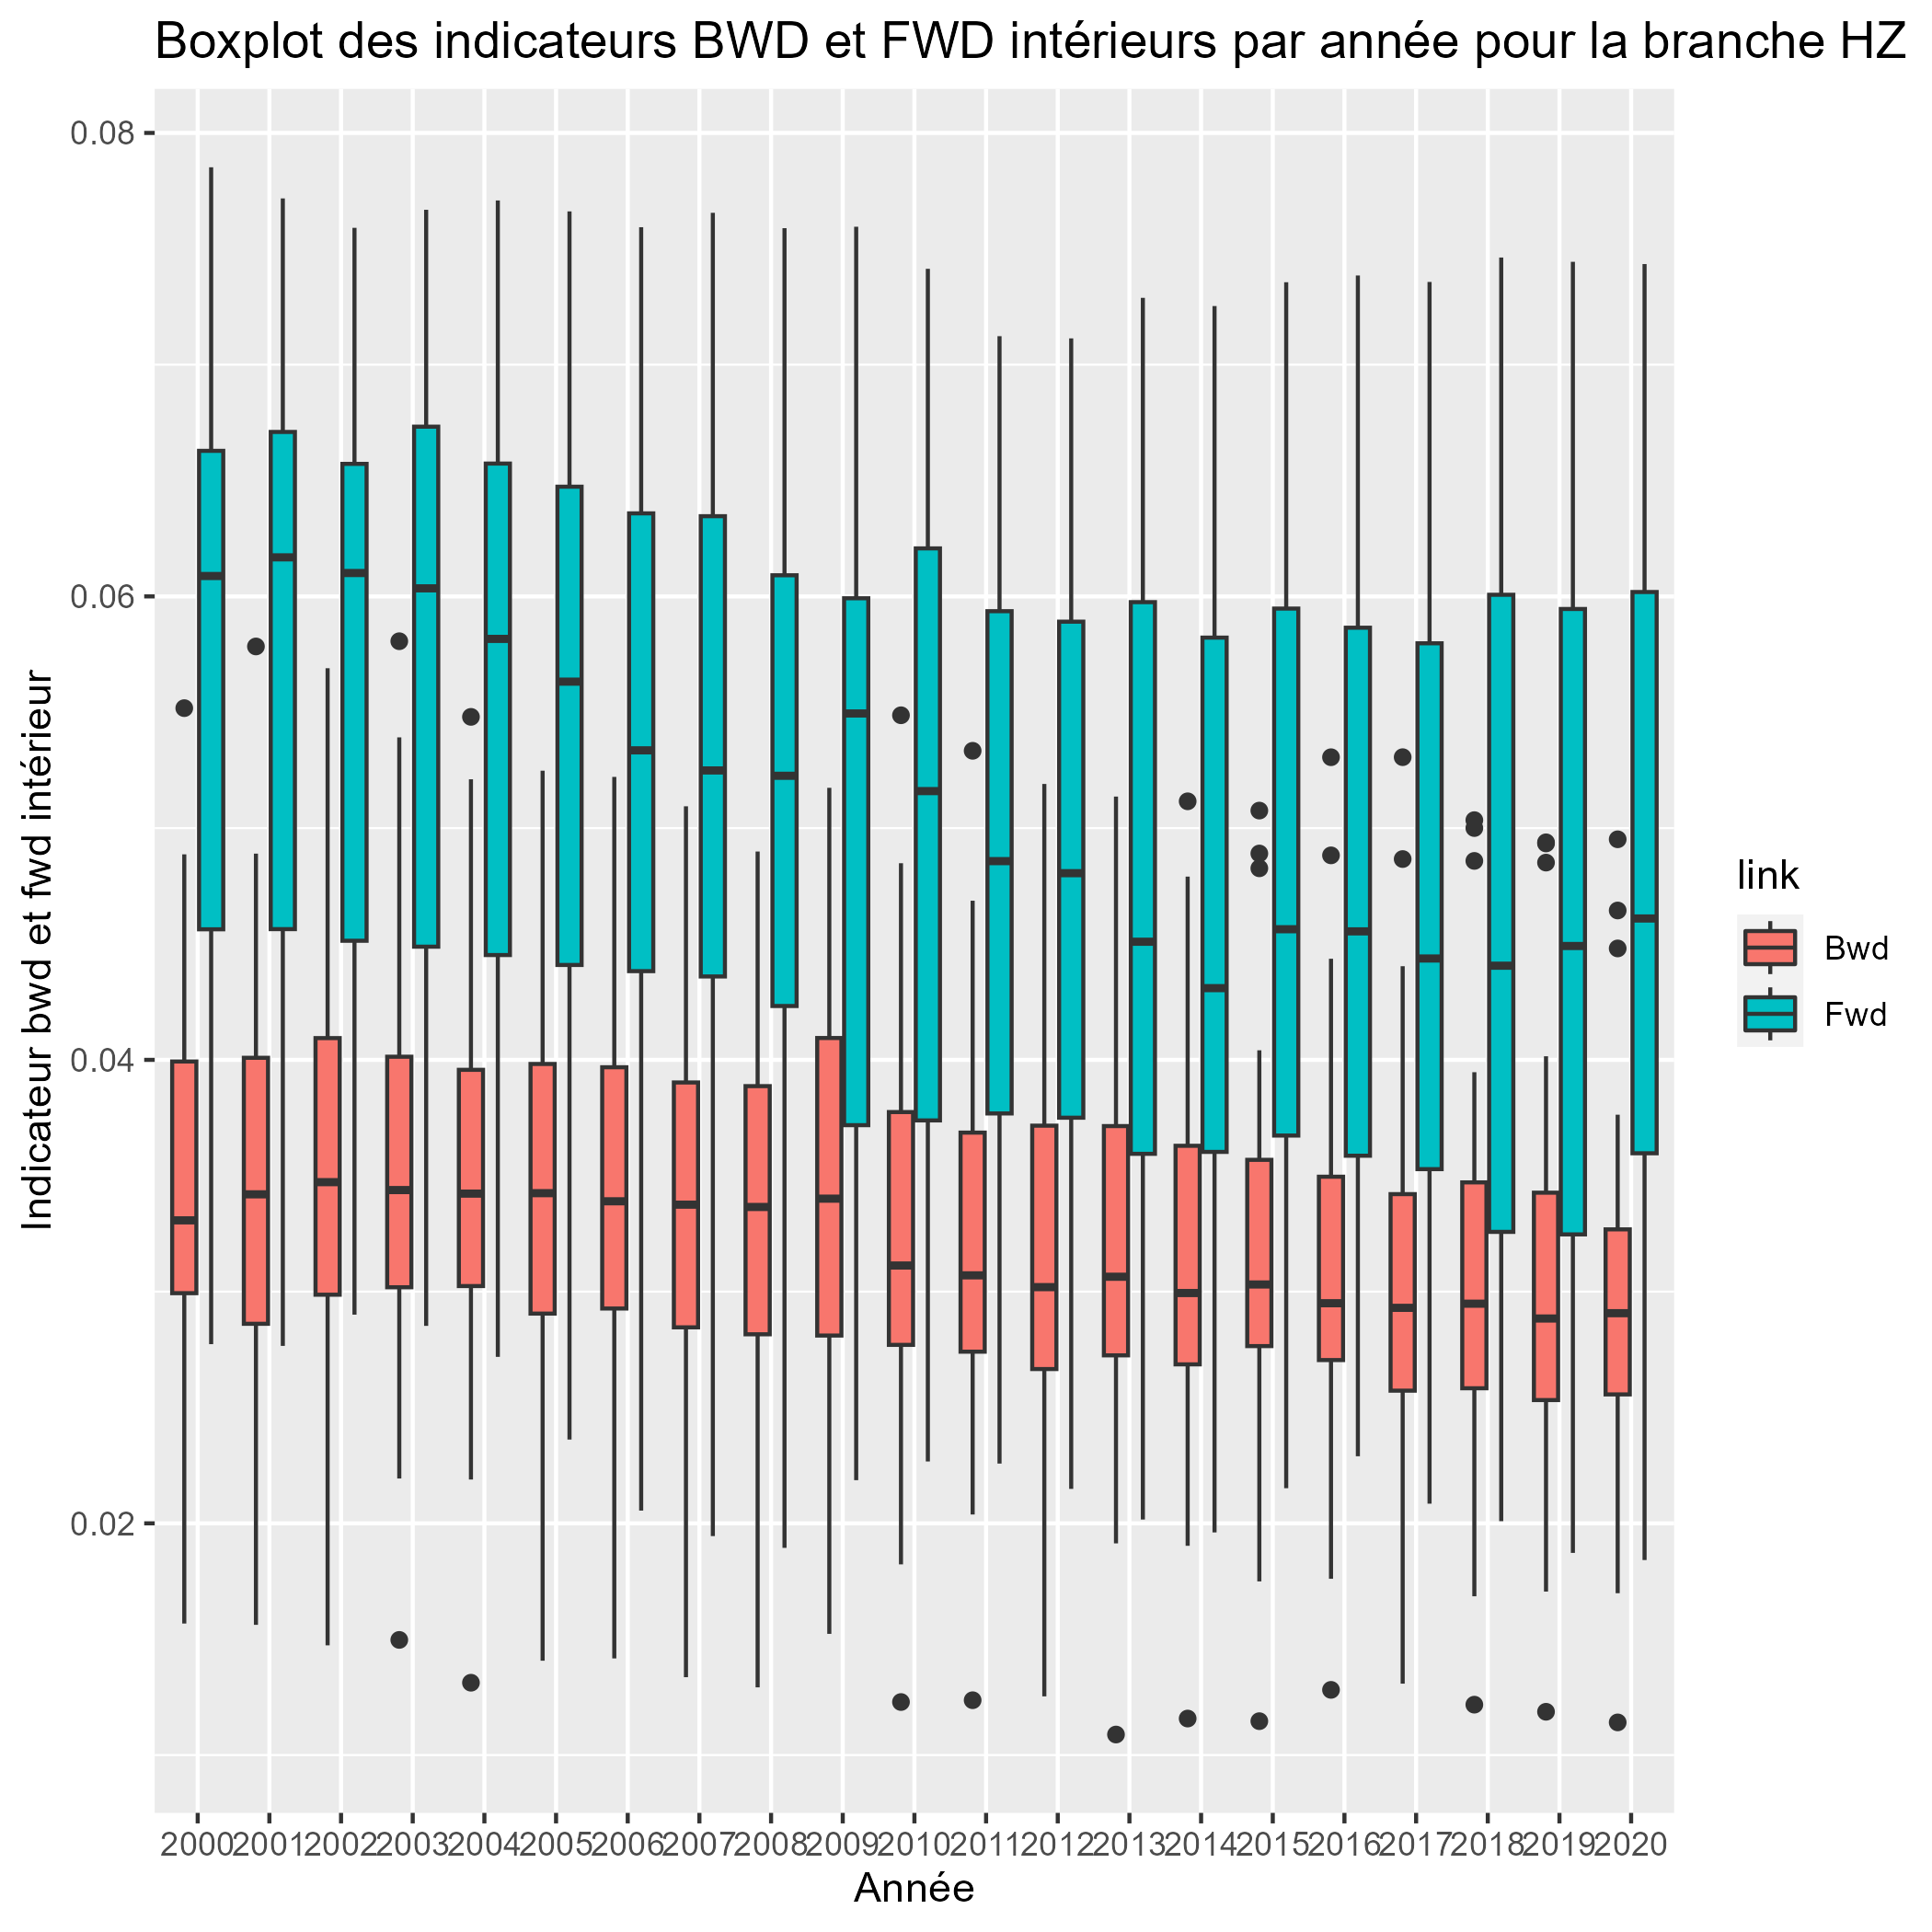 Boxplot des indicateurs BWD et FWD intérieurs par année pour la branche HZ
Indicateur bwd et fwd intérieur
0.08
0.06
0.04
0.02
2000 2001 2002 2003 2004 2005 2006 2007 2008 2009 2010 2011 2012 2013 2014 2015 2016 2017 2018 2019 2020
Année
link
Bwd
Fwd